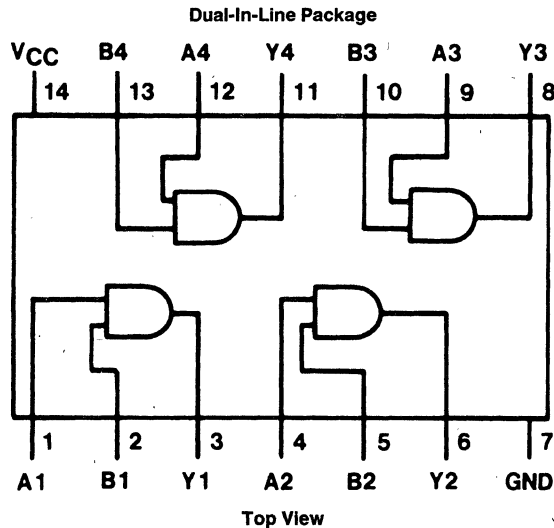 Dual-In-Line Package
VCC B4 A4 Y4 B3 A3 Y3
14 13 12 11 10 9 8
1 2 3 4 5 6 7
A1 B1 Y1 A2 B2 Y2 GND
Top View